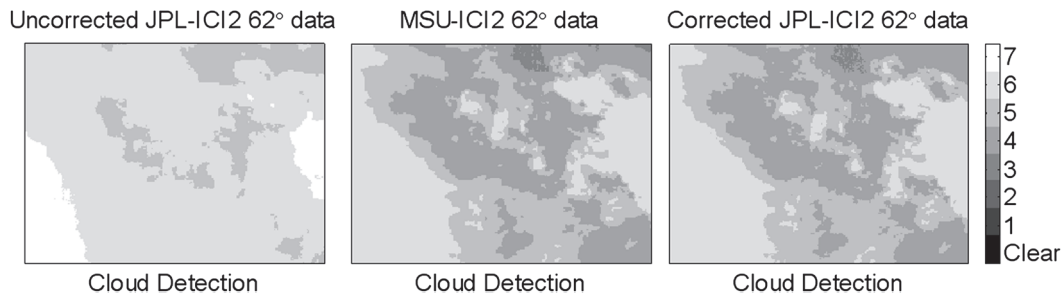 Uncorrected JPL-ICI2 62° data
MSU-ICI2 62° data
Corrected JPL-ICI2 62° data
7
6
5
4
3
2
1
Clear
Cloud Detection
Cloud Detection
Cloud Detection